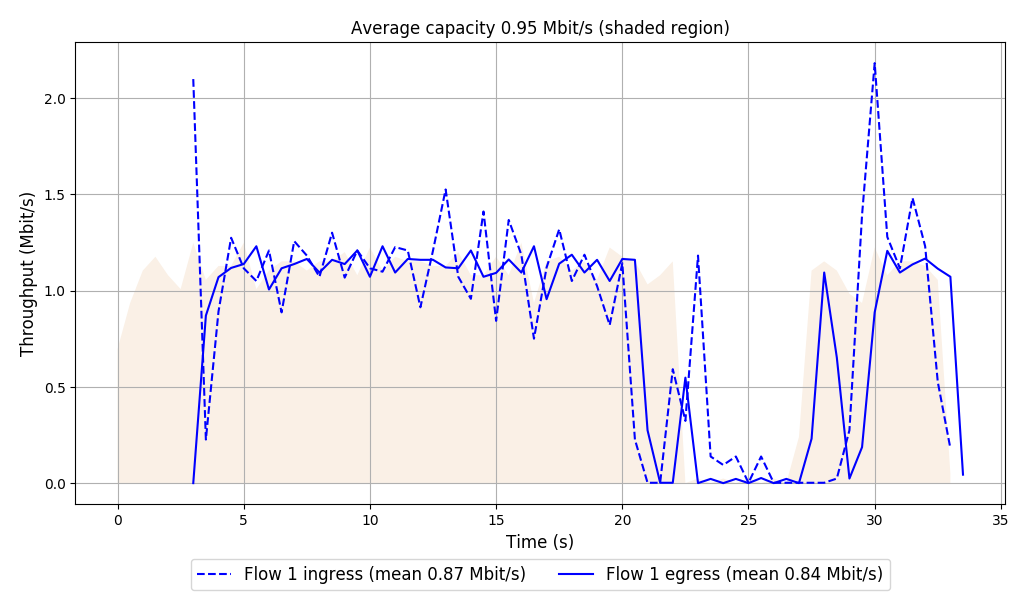 Average capacity 0.95 Mbit/s (shaded region)
Throughput (Mbit/s)
2.0
1.5
1.0
0.5
0.0
0 5 10 15 20 25 30 35
Time (s)
Flow 1 ingress (mean 0.87 Mbit/s) Flow 1 egress (mean 0.84 Mbit/s)